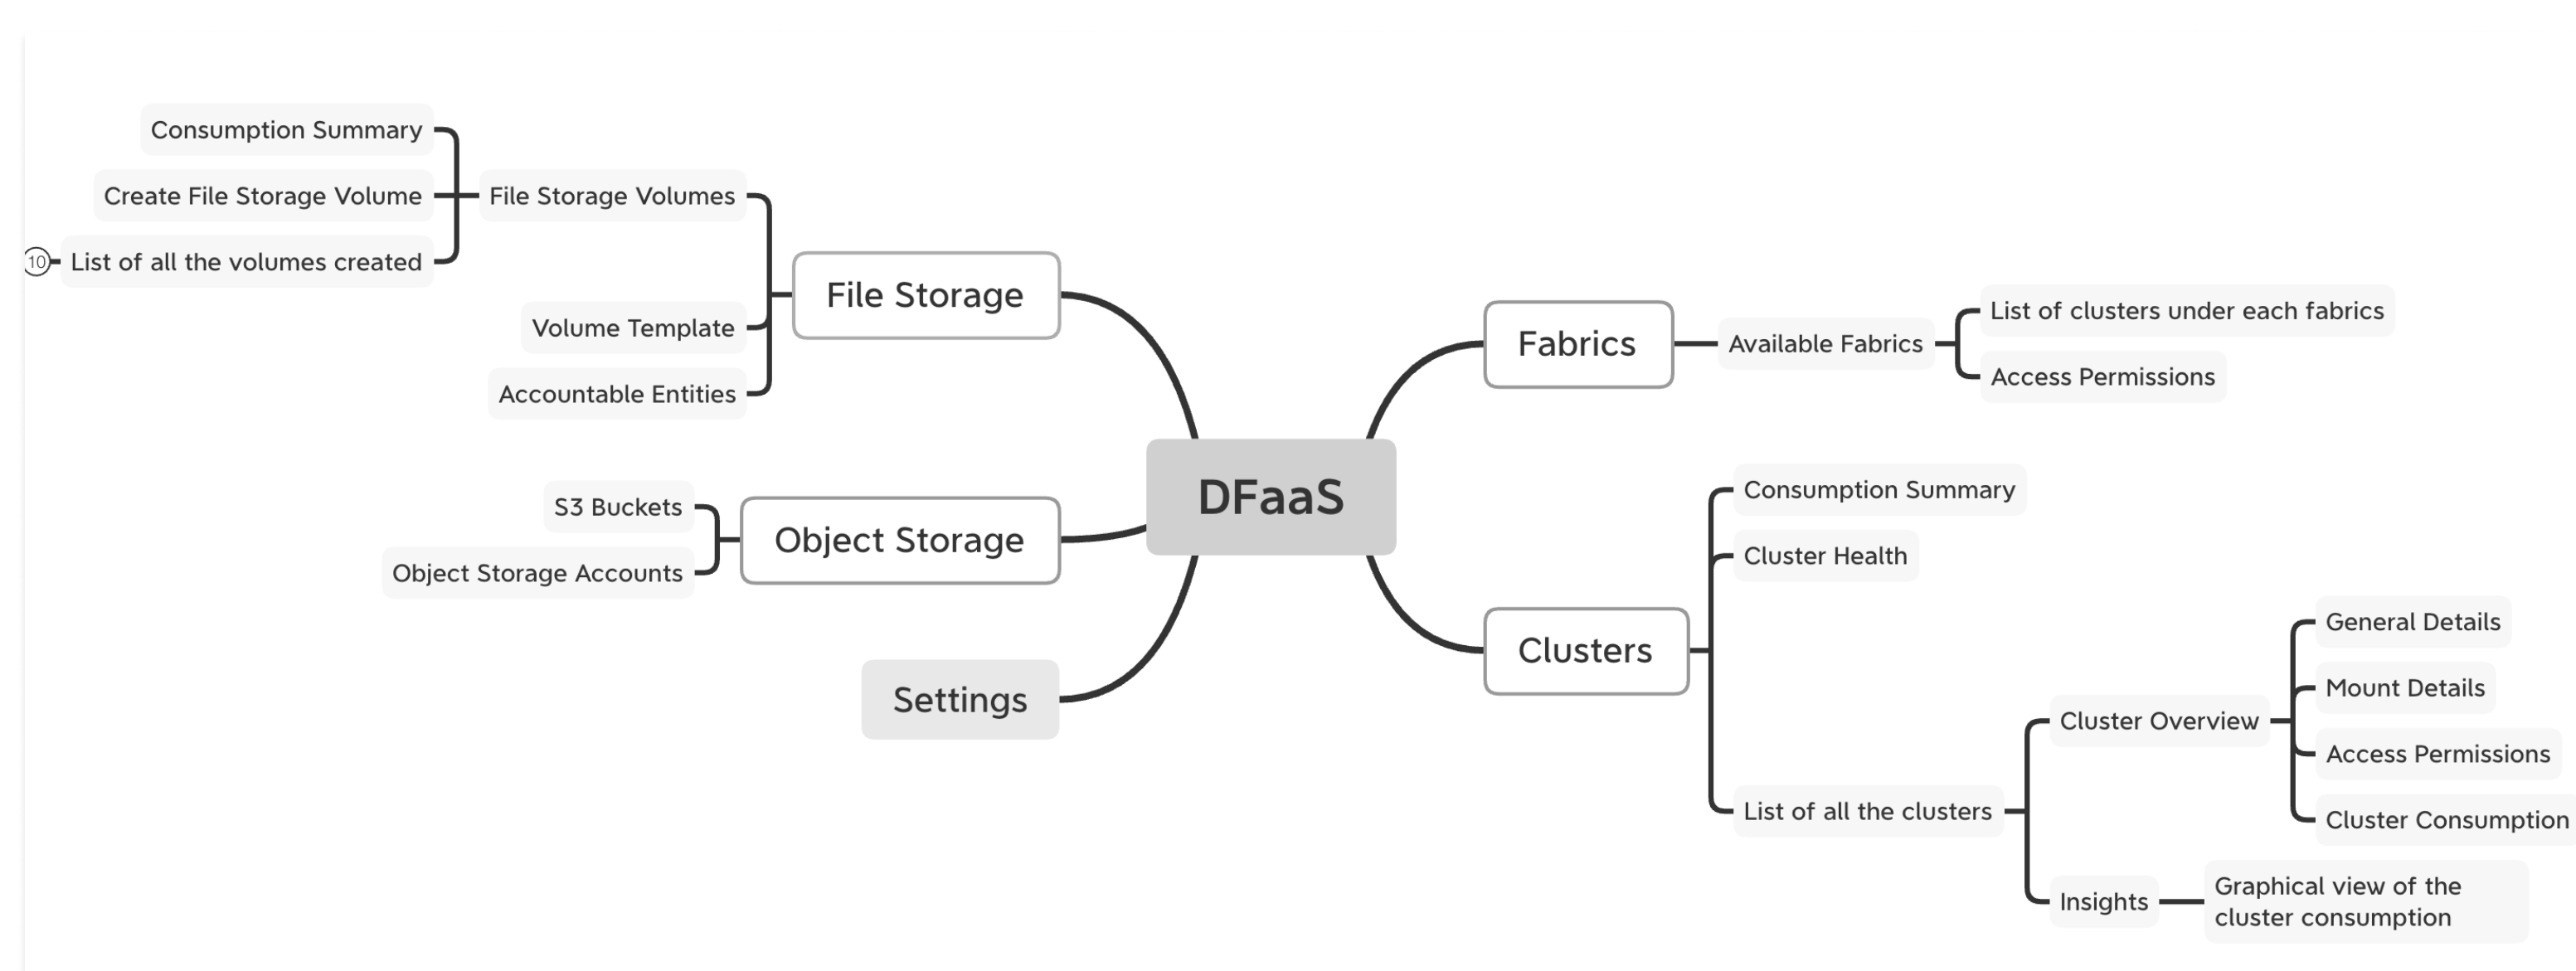 DFaaS
File Storage
File Storage Volumes
Consumption Summary
Create File Storage Volume
List of all the volumes created
10
Volume Template
Accountable Entities
Object Storage
S3 Buckets
Object Storage Accounts
Settings
Fabrics
Available Fabrics
List of clusters under each fabrics
Access Permissions
Clusters
Consumption Summary
Cluster Health
List of all the clusters
Cluster Overview
General Details
Mount Details
Access Permissions
Cluster Consumption
Insights
Graphical view of the
cluster consumption